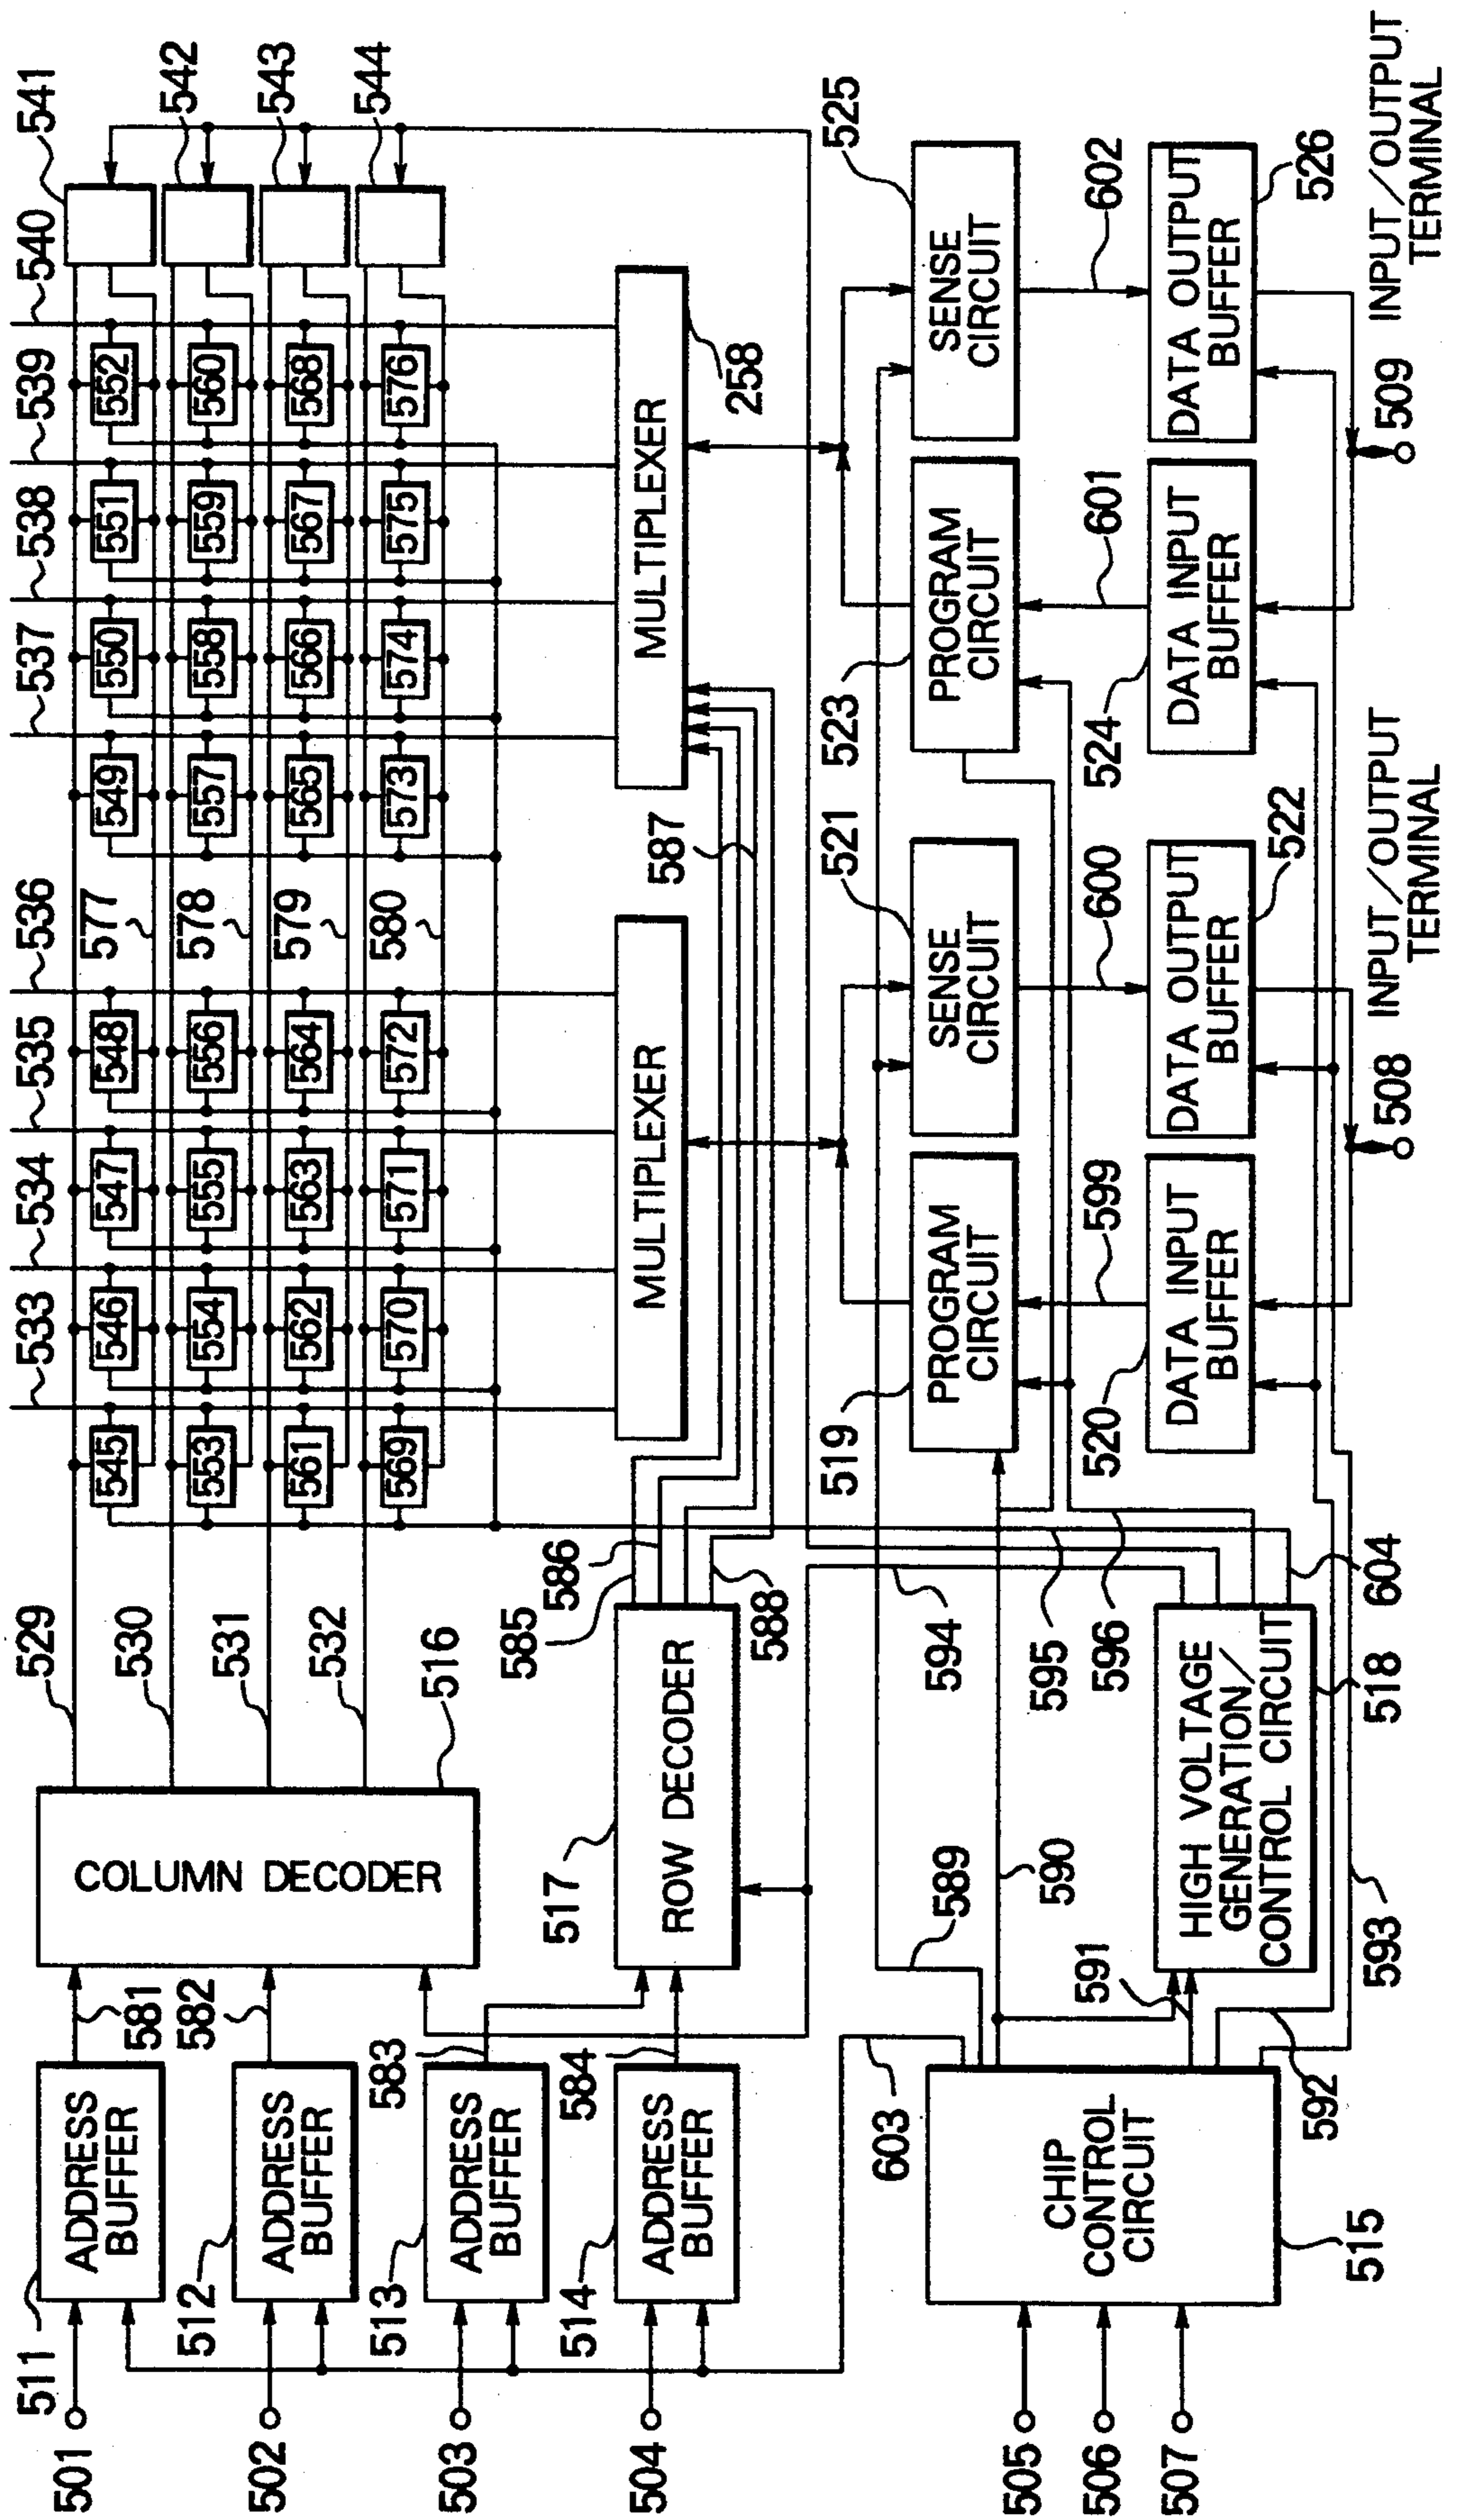 501
502
503
504
505
506
507
511
512
513
514
ADDRESS
BUFFER
ADDRESS
BUFFER
ADDRESS
BUFFER
ADDRESS
BUFFER
CHIP
CONTROL
CIRCUIT
515
603
581
582
583
584
COLUMN DECODER
516
517
ROW DECODER
529
530
531
532
585
586
587
588
589
590
591
592
593
594
595
596
604
518
HIGH VOLTAGE
GENERATION/
CONTROL CIRCUIT
533
534
535
536
537
538
539
540
541
542
543
544
545
546
547
548
549
550
551
552
553
554
555
556
557
558
559
560
561
562
563
564
565
566
567
568
569
570
571
572
573
574
575
576
577
578
579
580
MULTIPLEXER
MULTIPLEXER
258
519
PROGRAM
CIRCUIT
521
SENSE
CIRCUIT
523
PROGRAM
CIRCUIT
525
SENSE
CIRCUIT
599
600
601
602
520
DATA INPUT
BUFFER
DATA OUTPUT
BUFFER
522
524
DATA INPUT
BUFFER
DATA OUTPUT
BUFFER
526
508
INPUT/OUTPUT
TERMINAL
509
INPUT/OUTPUT
TERMINAL